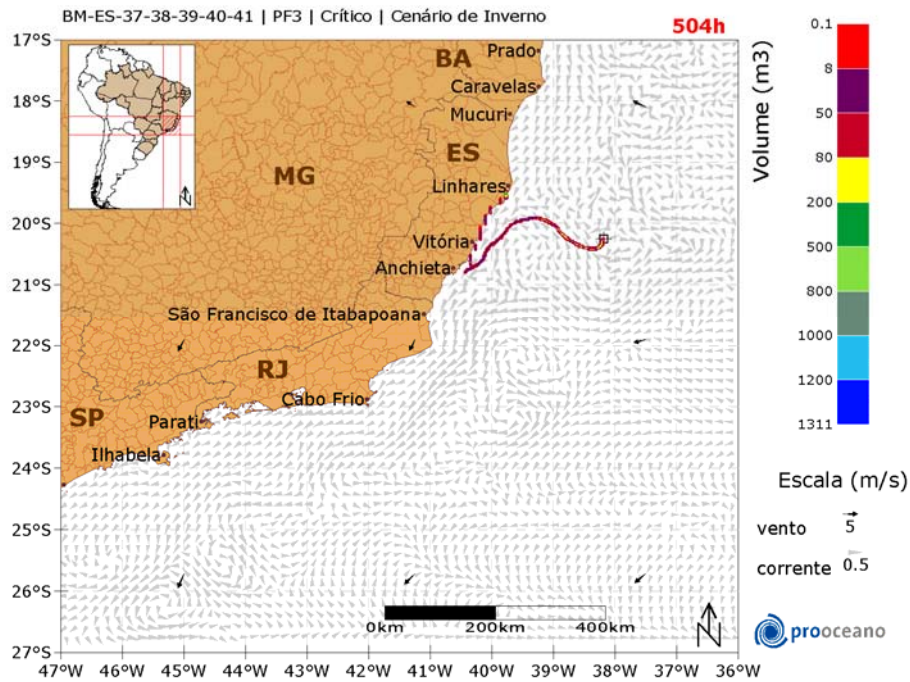 BM-ES-37-38-39-40-41 | PF3 | Crítico | Cenário de Inverno
504h
17°S
18°S
19°S
20°S
21°S
22°S
23°S
24°S
25°S
26°S
27°S
47°W
46°W
45°W
44°W
43°W
42°W
41°W
40°W
39°W
38°W
37°W
36°W
BA
Prado
Caravelas
Mucuri
ES
MG
Linhares
Vitória
Anchieta
São Francisco de Itabapoana
RJ
Cabo Frio
SP
Parati
Ilhabela
N
0km
200km
400km
N
Volume (m3)
0.1
8
50
80
200
500
800
1000
1200
1311
Escala (m/s)
vento 5
corrente 0.5
prooceano